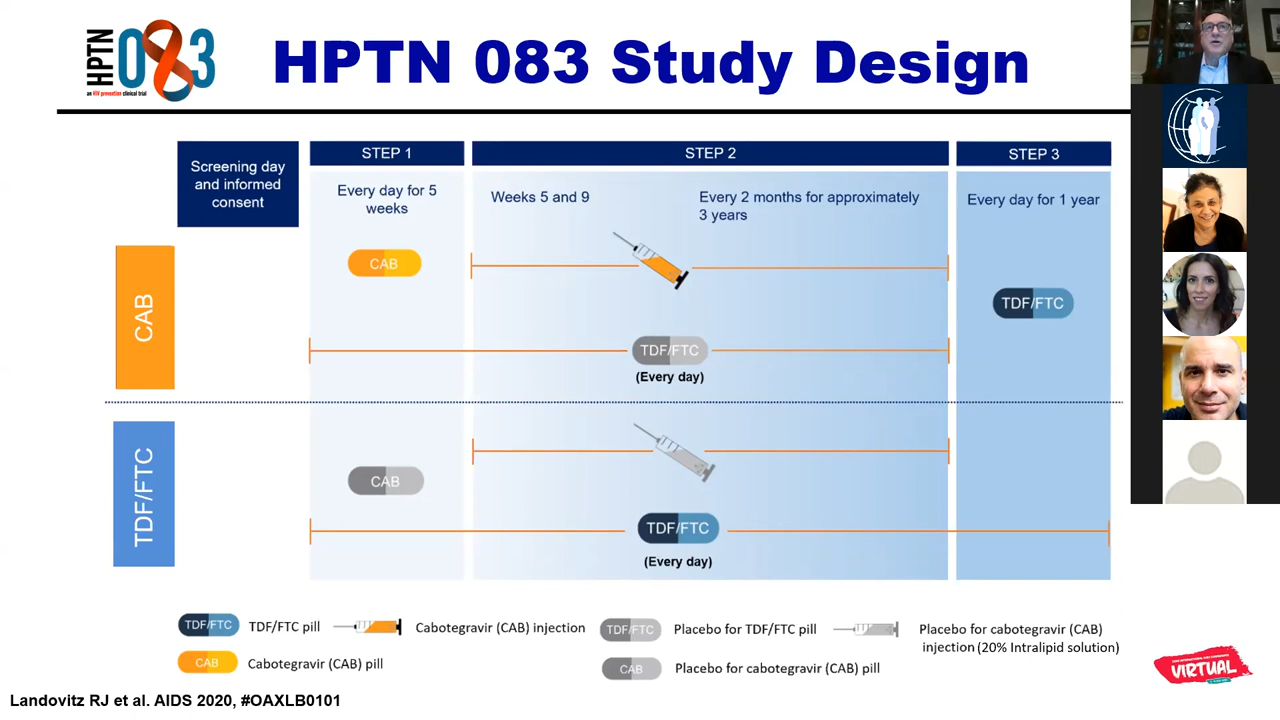 HPTN
083
an HIV prevention clinical trial
HPTN 083 Study Design
Screening day
and informed
consent
STEP 1
STEP 2
STEP 3
Every day for 5
weeks
Weeks 5 and 9
Every 2 months for approximately
3 years
Every day for 1 year
CAB
CAB
TDF/FTC
TDF/FTC
(Every day)
TDF/FTC
CAB
TDF/FTC
(Every day)
TDF/FTC
TDF/FTC pill
Cabotegravir (CAB) injection
TDF/FTC
Placebo for TDF/FTC pill
Placebo for cabotegravir (CAB)
injection (20% Intralipid solution)
CAB
Cabotegravir (CAB) pill
CAB
Placebo for cabotegravir (CAB) pill
VIRTUAL
Landovitz RJ et al. AIDS 2020, #OAXLB0101